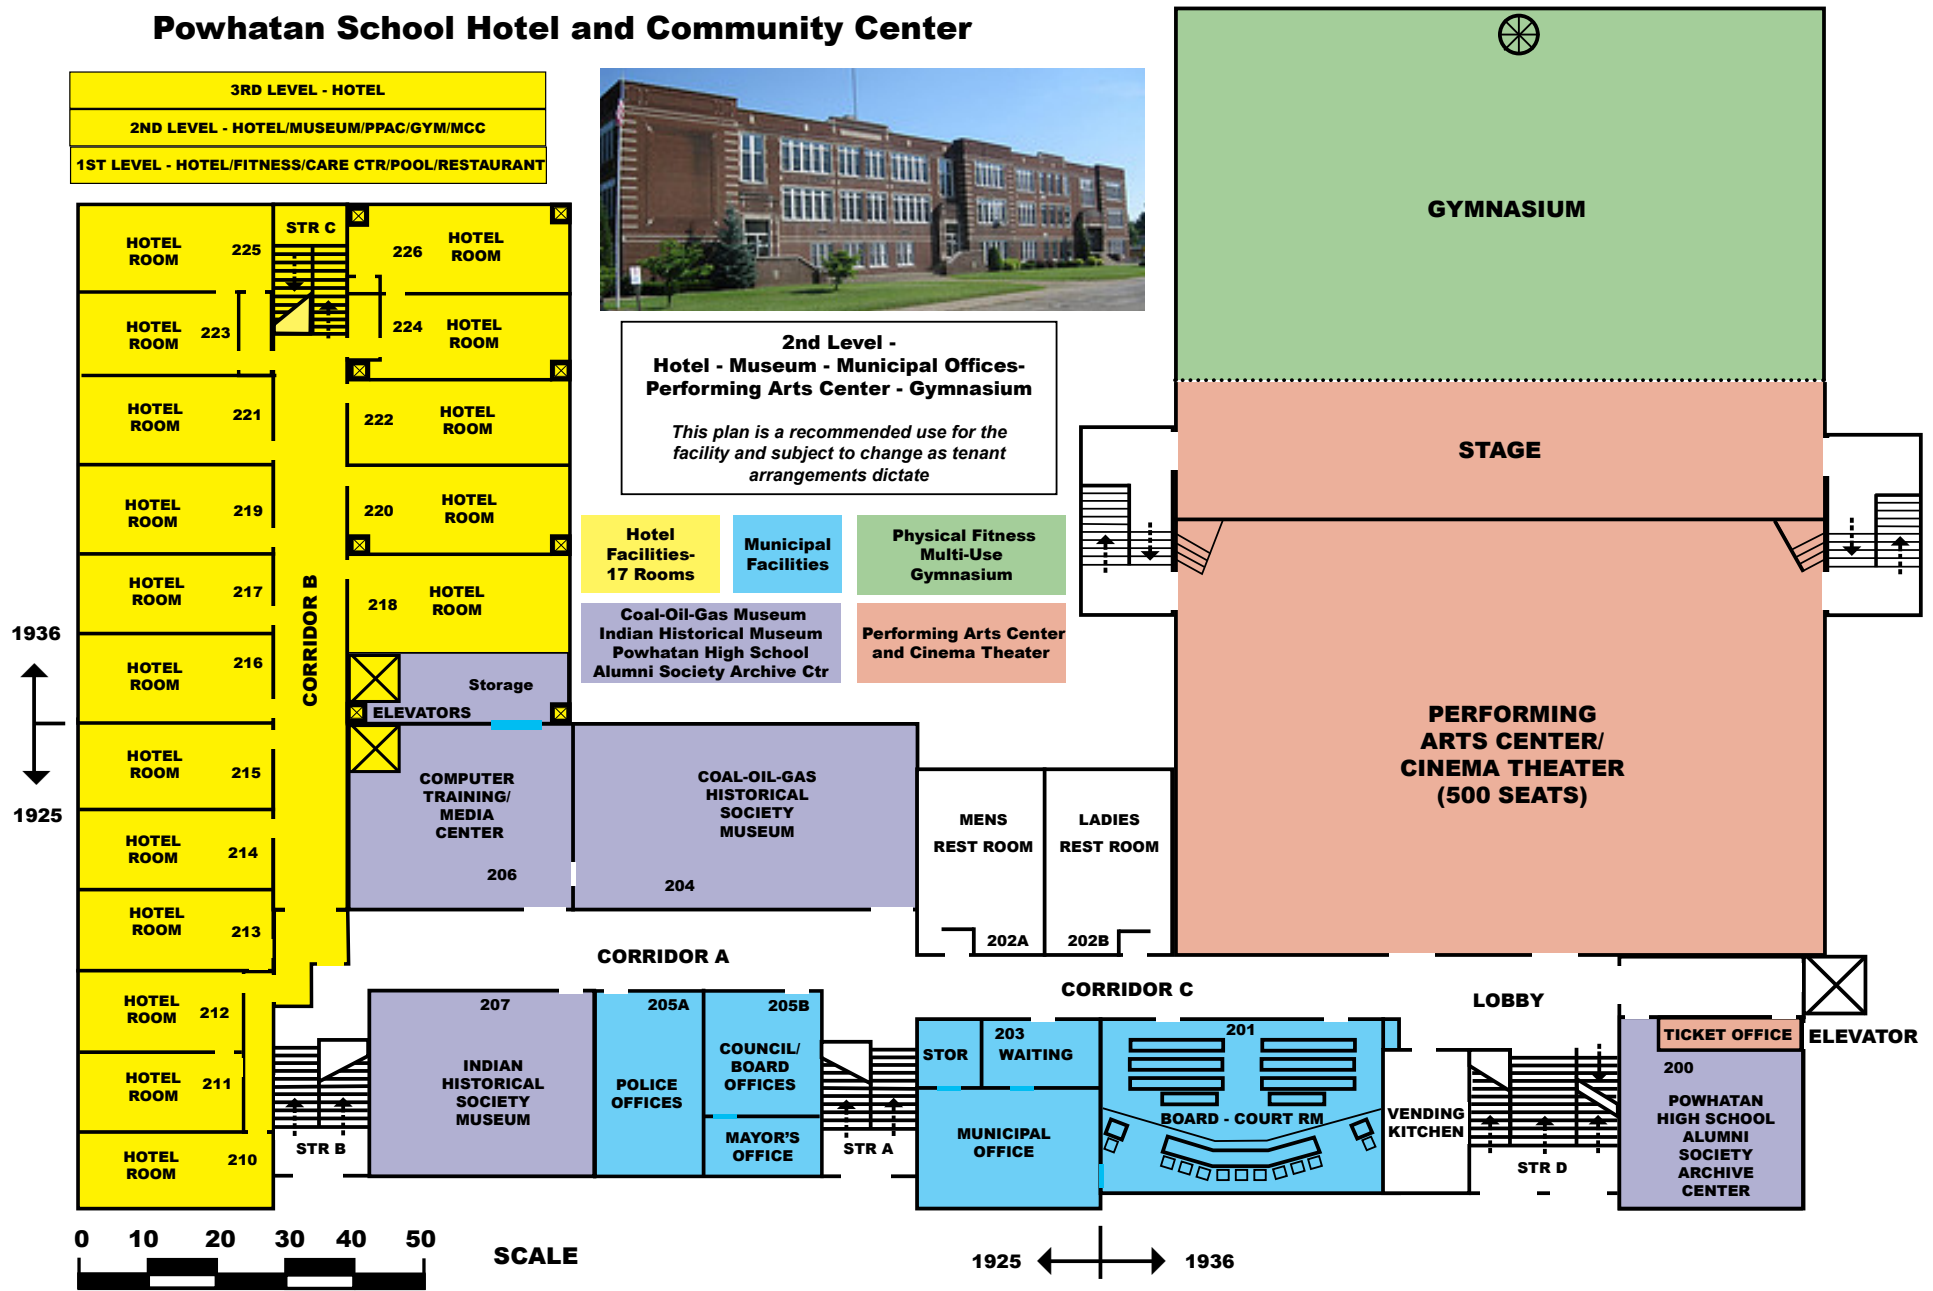 Powhatan School Hotel and Community Center
3RD LEVEL - HOTEL
2ND LEVEL - HOTEL/MUSEUM/PPAC/GYM/MCC
1ST LEVEL - HOTEL/FITNESS/CARE CTR/POOL/RESTAURANT
2nd Level -
Hotel - Museum - Municipal Offices-
Performing Arts Center - Gymnasium
This plan is a recommended use for the
facility and subject to change as tenant
arrangements dictate
Hotel
Facilities-
17 Rooms
Municipal
Facilities
Physical Fitness
Multi-Use
Gymnasium
Coal-Oil-Gas Museum
Indian Historical Museum
Powhatan High School
Alumni Society Archive Ctr
Performing Arts Center
and Cinema Theater
HOTEL
ROOM
225
STR C
226
HOTEL
ROOM
HOTEL
ROOM
223
224
HOTEL
ROOM
HOTEL
ROOM
221
222
HOTEL
ROOM
HOTEL
ROOM
219
220
HOTEL
ROOM
HOTEL
ROOM
217
218
HOTEL
ROOM
CORRIDOR B
HOTEL
ROOM
216
Storage
ELEVATORS
1936
1925
HOTEL
ROOM
215
HOTEL
ROOM
214
HOTEL
ROOM
213
HOTEL
ROOM
212
HOTEL
ROOM
211
HOTEL
ROOM
210
COMPUTER
TRAINING/
MEDIA
CENTER
206
COAL-OIL-GAS
HISTORICAL
SOCIETY
MUSEUM
204
MENS
REST ROOM
202A
LADIES
REST ROOM
202B
GYMNASIUM
STAGE
PERFORMING
ARTS CENTER/
CINEMA THEATER
(500 SEATS)
CORRIDOR A
CORRIDOR C
LOBBY
ELEVATOR
STR B
207
INDIAN
HISTORICAL
SOCIETY
MUSEUM
205A
POLICE
OFFICES
205B
COUNCIL/
BOARD
OFFICES
MAYOR'S
OFFICE
STR A
STOR
203
WAITING
MUNICIPAL
OFFICE
201
BOARD - COURT RM
VENDING
KITCHEN
STR D
TICKET OFFICE
200
POWHATAN
HIGH SCHOOL
ALUMNI
SOCIETY
ARCHIVE
CENTER
0 10 20 30 40 50
SCALE
1925
1936